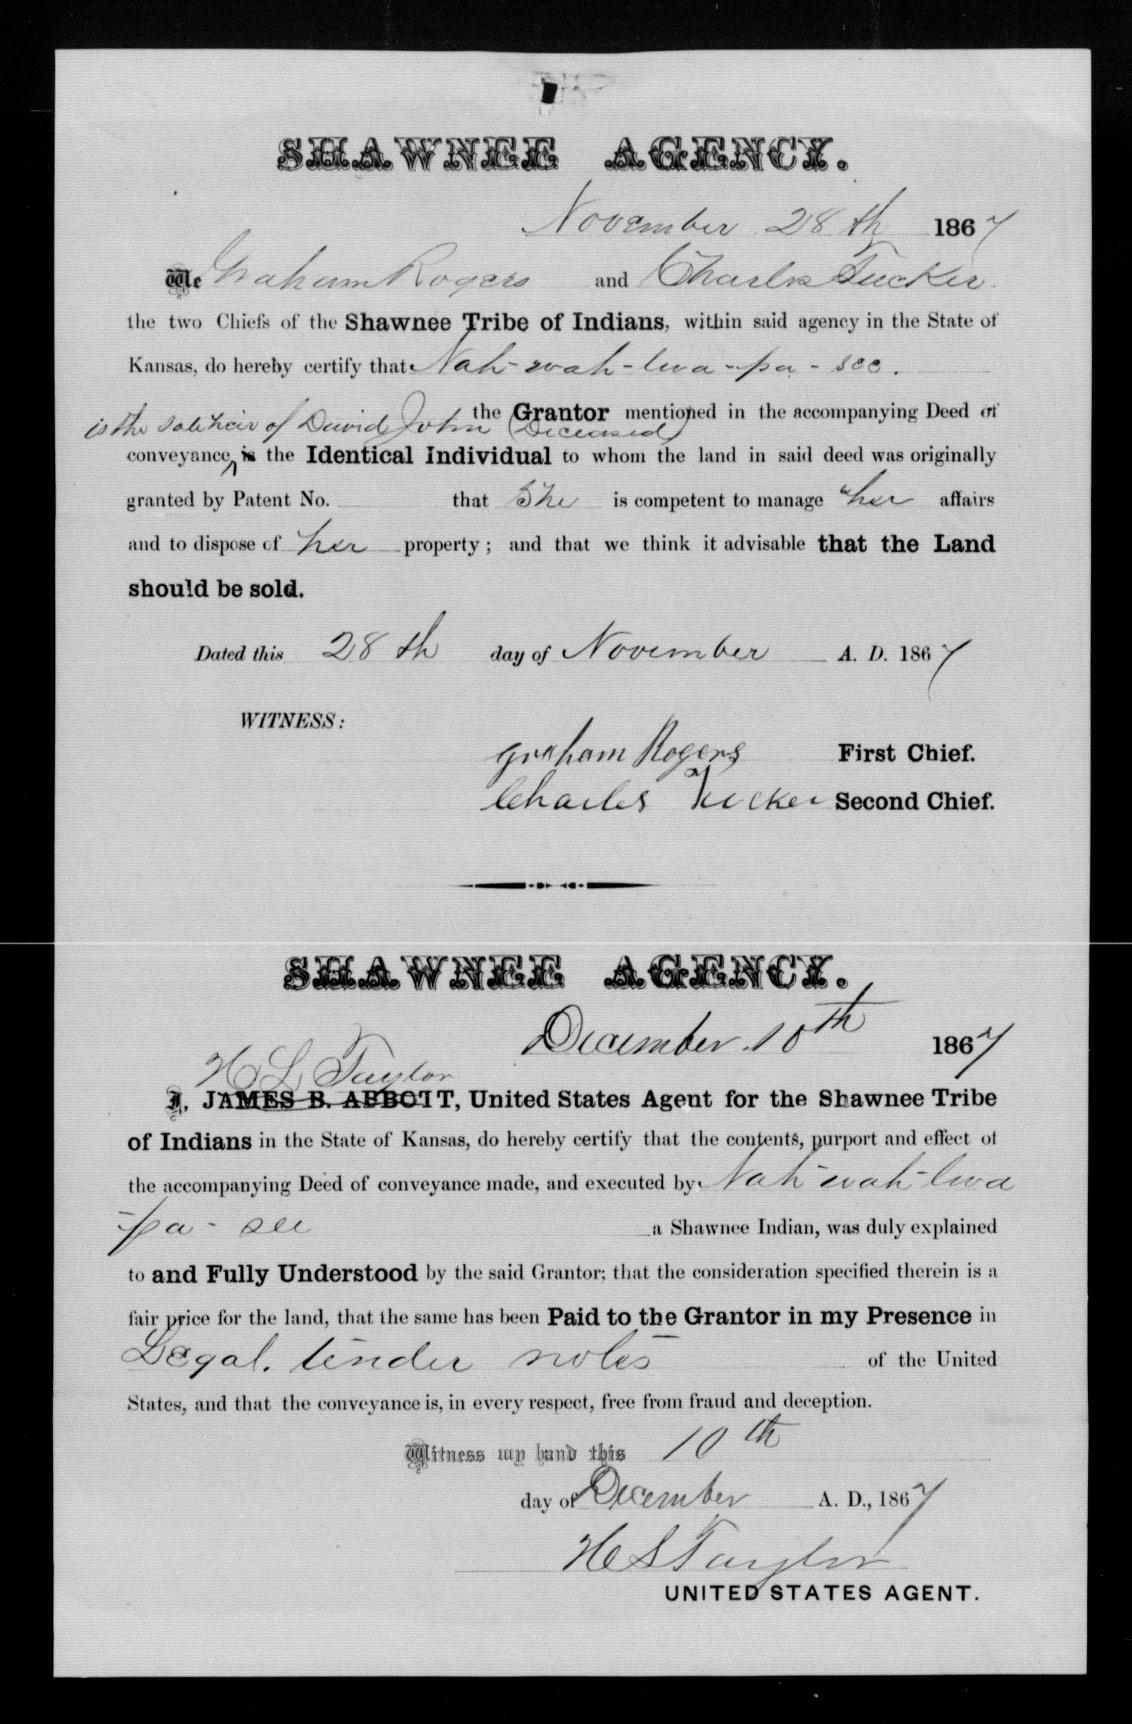 SHAWNEE AGENCY.
November 28th 1867
We Graham Rogers and Charles Tucker
the two Chiefs of the Shawnee Tribe of Indians, within said agency in the State of
Kansas, do hereby certify that Nah-wah-lwa-pa-see.
is the sole heir of David John (Deceased) the Grantor mentioned in the accompanying Deed of
conveyance, is the Identical Individual to whom the land in said deed was originally
granted by Patent No. that She is competent to manage her affairs
and to dispose of her property; and that we think it advisable that the Land
should be sold.
Dated this 28th day of November A. D. 1867
WITNESS:
Graham Rogers First Chief.
Charles Tucker Second Chief.
SHAWNEE AGENCY.
December 10th 1867
H L Taylor
I, JAMES B. ABBOTT, United States Agent for the Shawnee Tribe
of Indians in the State of Kansas, do hereby certify that the contents, purport and effect of
the accompanying Deed of conveyance made, and executed by Nah-wah-lwa
-pa-see a Shawnee Indian, was duly explained
to and Fully Understood by the said Grantor; that the consideration specified therein is a
fair price for the land, that the same has been Paid to the Grantor in my Presence in
Legal tender notes of the United
States, and that the conveyance is, in every respect, free from fraud and deception.
Witness my hand this 10th
day of December A. D., 1867
H S Taylor
UNITED STATES AGENT.